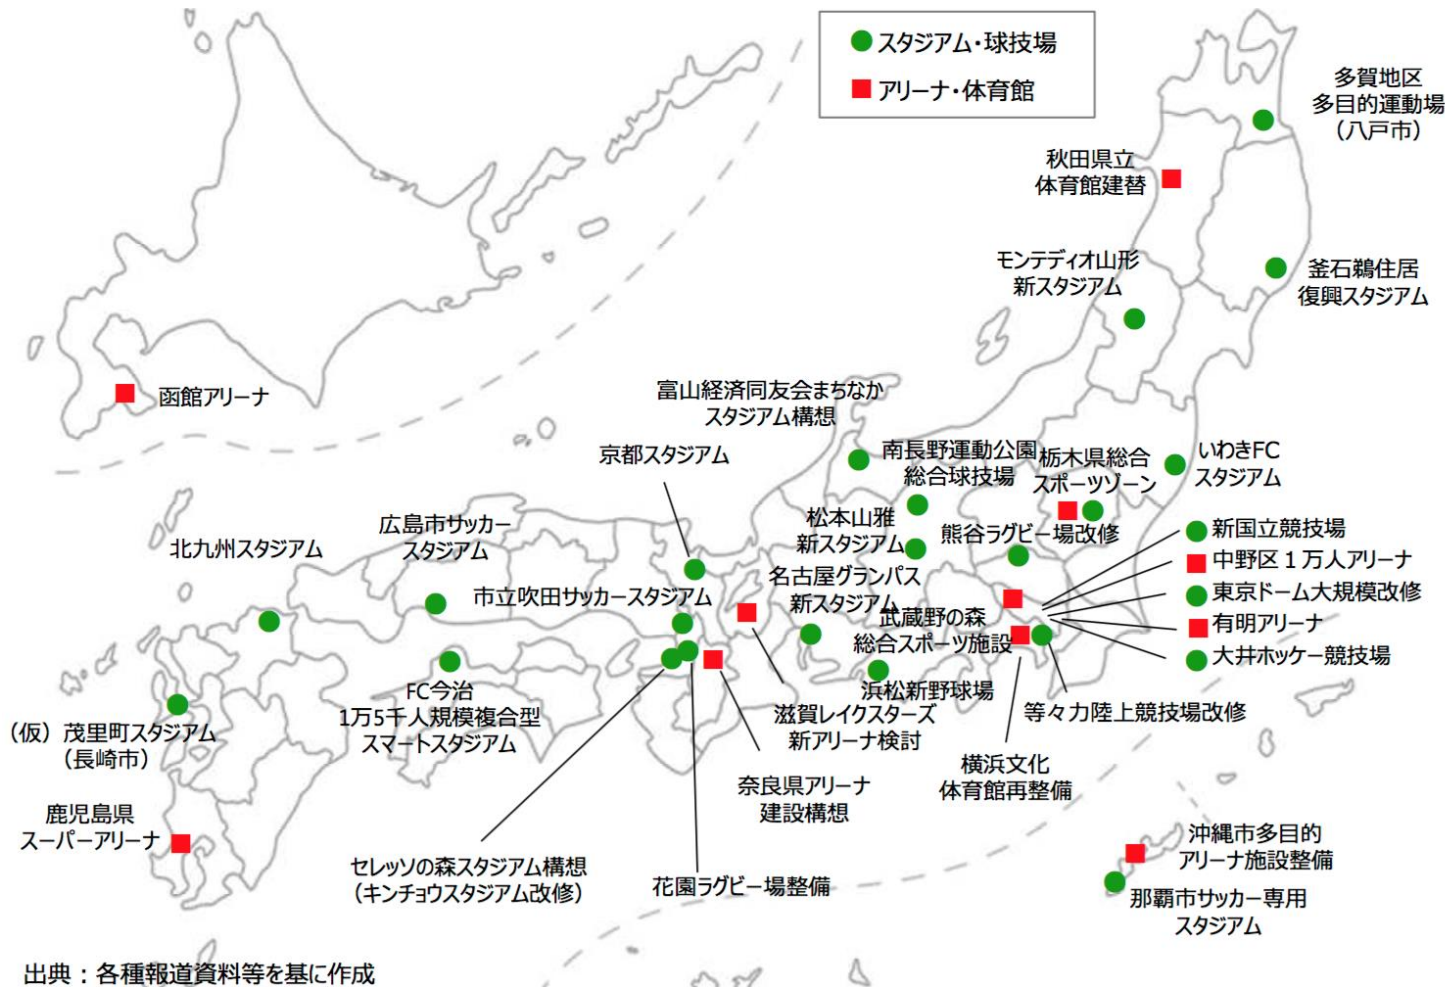 スタジアム・球技場
アリーナ・体育館
多賀地区
多目的運動場
（八戸市）
秋田県立
体育館建替
モンテディオ山形
新スタジアム
釜石鵜住居
復興スタジアム
函館アリーナ
富山経済同友会まちなか
スタジアム構想
京都スタジアム
南長野運動公園
総合球技場
栃木県総合
スポーツゾーン
いわきFC
スタジアム
広島市サッカー
スタジアム
北九州スタジアム
松本山雅
新スタジアム
熊谷ラグビー場改修
新国立競技場
中野区１万人アリーナ
東京ドーム大規模改修
有明アリーナ
大井ホッケー競技場
名古屋グランパス
新スタジアム
市立吹田サッカースタジアム
武蔵野の森
総合スポーツ施設
FC今治
1万5千人規模複合型
スマートスタジアム
浜松新野球場
滋賀レイクスターズ
新アリーナ検討
等々力陸上競技場改修
（仮）茂里町スタジアム
（長崎市）
横浜文化
体育館再整備
奈良県アリーナ
建設構想
鹿児島県
スーパーアリーナ
沖縄市多目的
アリーナ施設整備
セレッソの森スタジアム構想
（キンチョウスタジアム改修）
花園ラグビー場整備
那覇市サッカー専用
スタジアム
出典：各種報道資料等を基に作成